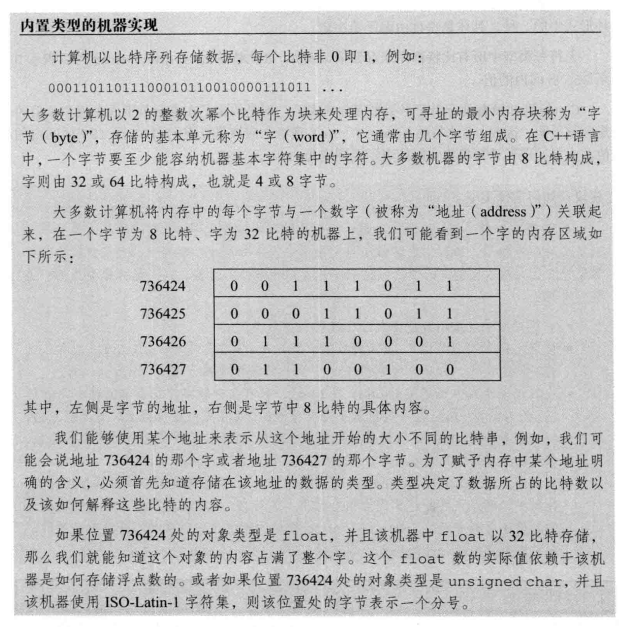 内置类型的机器实现
计算机以比特序列存储数据，每个比特非 0 即 1，例如：
00011011011100010110010000111011 ...
大多数计算机以 2 的整数次幂个比特作为块来处理内存，可寻址的最小内存块称为“字
节（byte）”，存储的基本单元称为“字（word）”，它通常由几个字节组成。在 C++语言
中，一个字节要至少能容纳机器基本字符集中的字符。大多数机器的字节由 8 比特构成，
字则由 32 或 64 比特构成，也就是 4 或 8 字节。
大多数计算机将内存中的每个字节与一个数字（被称为“地址（address）”）关联起
来，在一个字节为 8 比特、字为 32 比特的机器上，我们可能看到一个字的内存区域如
下所示：
736424 0 0 1 1 1 0 1 1
736425 0 0 0 1 1 0 1 1
736426 0 1 1 1 0 0 0 1
736427 0 1 1 0 0 1 0 0
其中，左侧是字节的地址，右侧是字节中 8 比特的具体内容。
我们能够使用某个地址来表示从这个地址开始的大小不同的比特串，例如，我们可
能会说地址 736424 的那个字或者地址 736427 的那个字节。为了赋予内存中某个地址明
确的含义，必须首先知道存储在该地址的数据的类型。类型决定了数据所占的比特数以
及该如何解释这些比特的内容。
如果位置 736424 处的对象类型是 float，并且该机器中 float 以 32 比特存储，
那么我们就能知道这个对象的内容占满了整个字。这个 float 数的实际值依赖于该机
器是如何存储浮点数的。或者如果位置 736424 处的对象类型是 unsigned char，并且
该机器使用 ISO-Latin-1 字符集，则该位置处的字节表示一个分号。